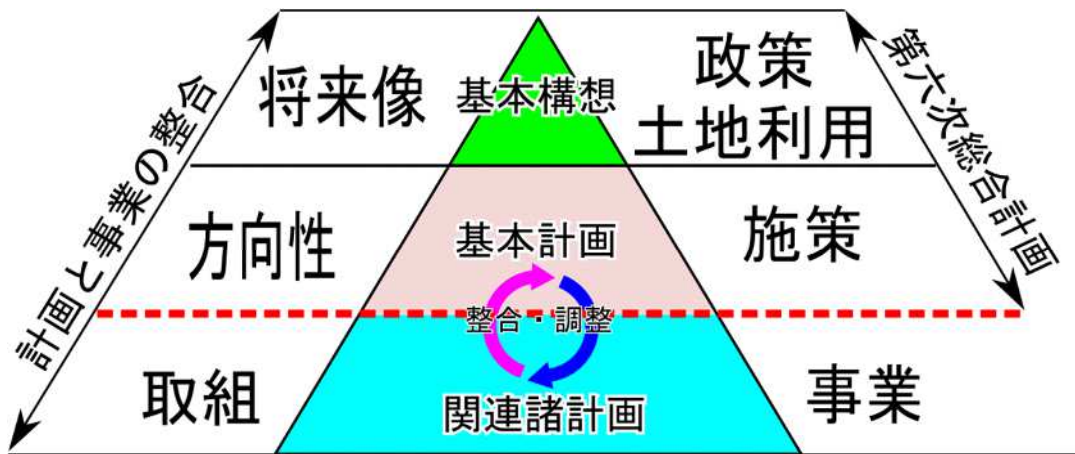 将来像
基本構想
政策
土地利用
方向性
基本計画
施策
整合・調整
取組
関連諸計画
事業
計画と事業の整合
第六次総合計画